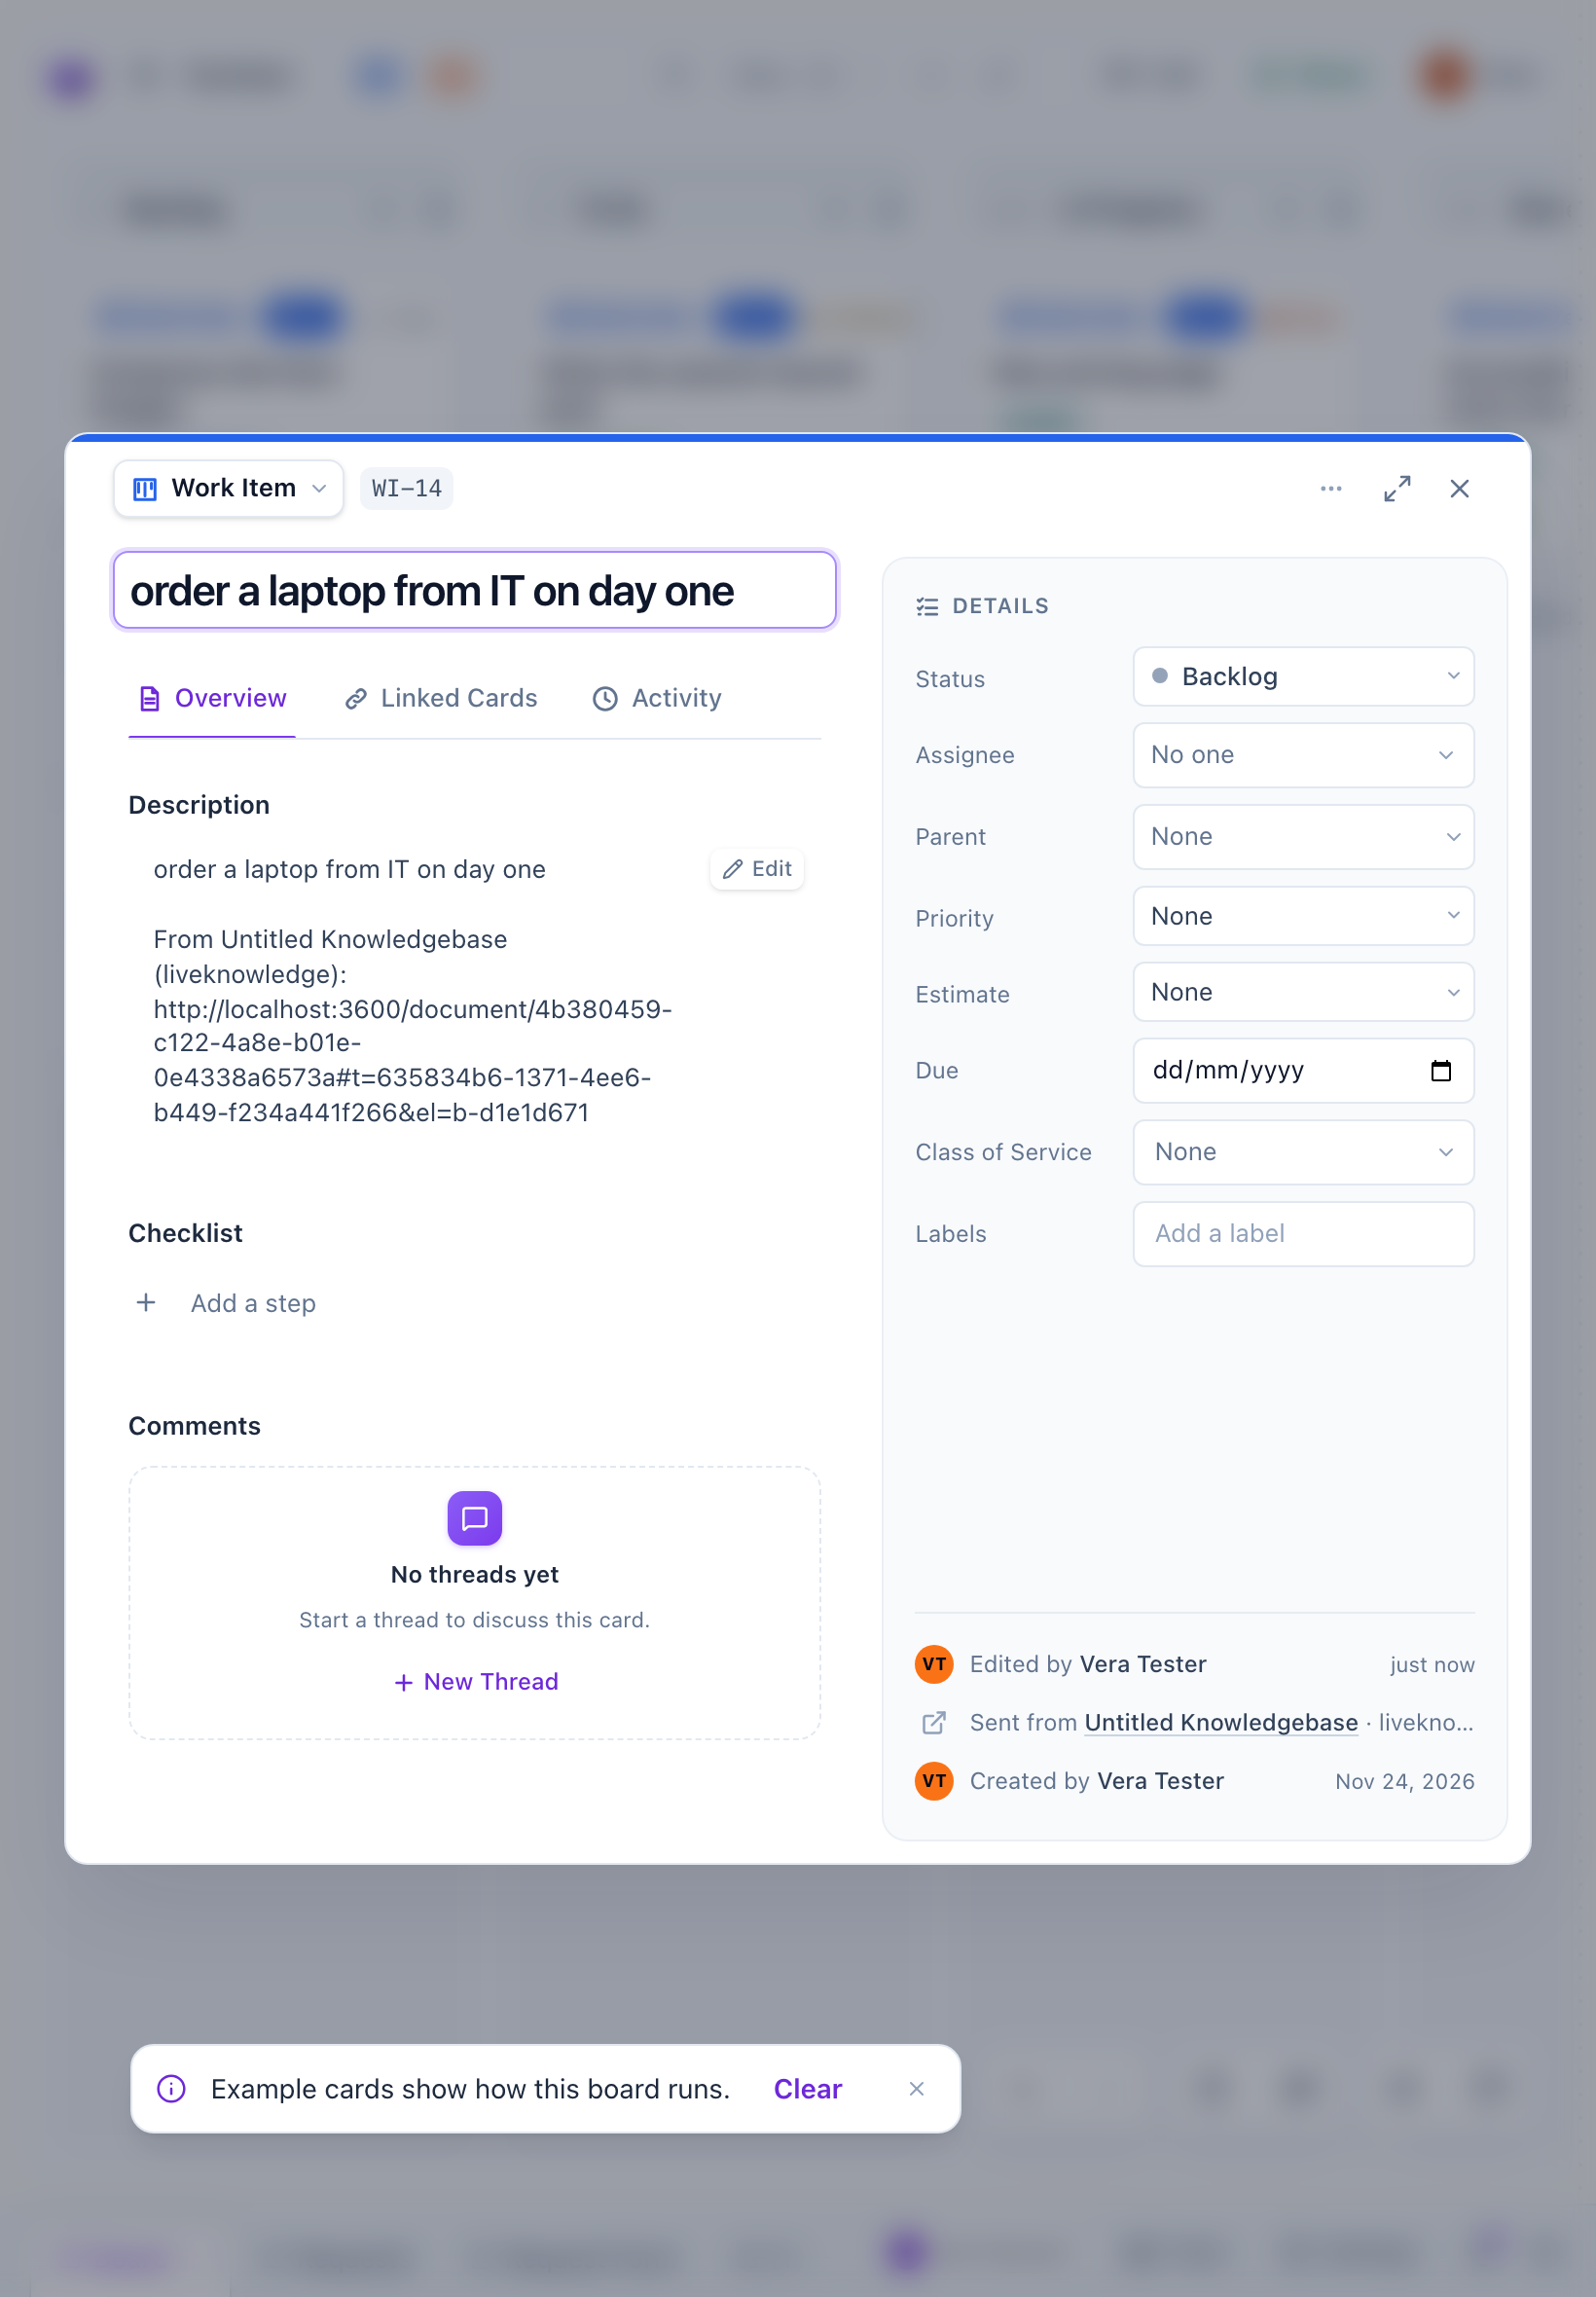 Work Item
WI-14
order a laptop from IT on day one
Overview
Linked Cards
Activity
Description
order a laptop from IT on day one
Edit
From Untitled Knowledgebase
(liveknowledge):
http://localhost:3600/document/4b380459-
c122-4a8e-b01e-
0e4338a6573a#t=635834b6-1371-4ee6-
b449-f234a441f266&el=b-d1e1d671
Checklist
Add a step
Comments
No threads yet
Start a thread to discuss this card.
New Thread
DETAILS
Status
Backlog
Assignee
No one
Parent
None
Priority
None
Estimate
None
Due
dd/mm/yyyy
Class of Service
None
Labels
Add a label
VT
Edited by Vera Tester
just now
Sent from Untitled Knowledgebase · livekno...
VT
Created by Vera Tester
Nov 24, 2026
Example cards show how this board runs.
Clear